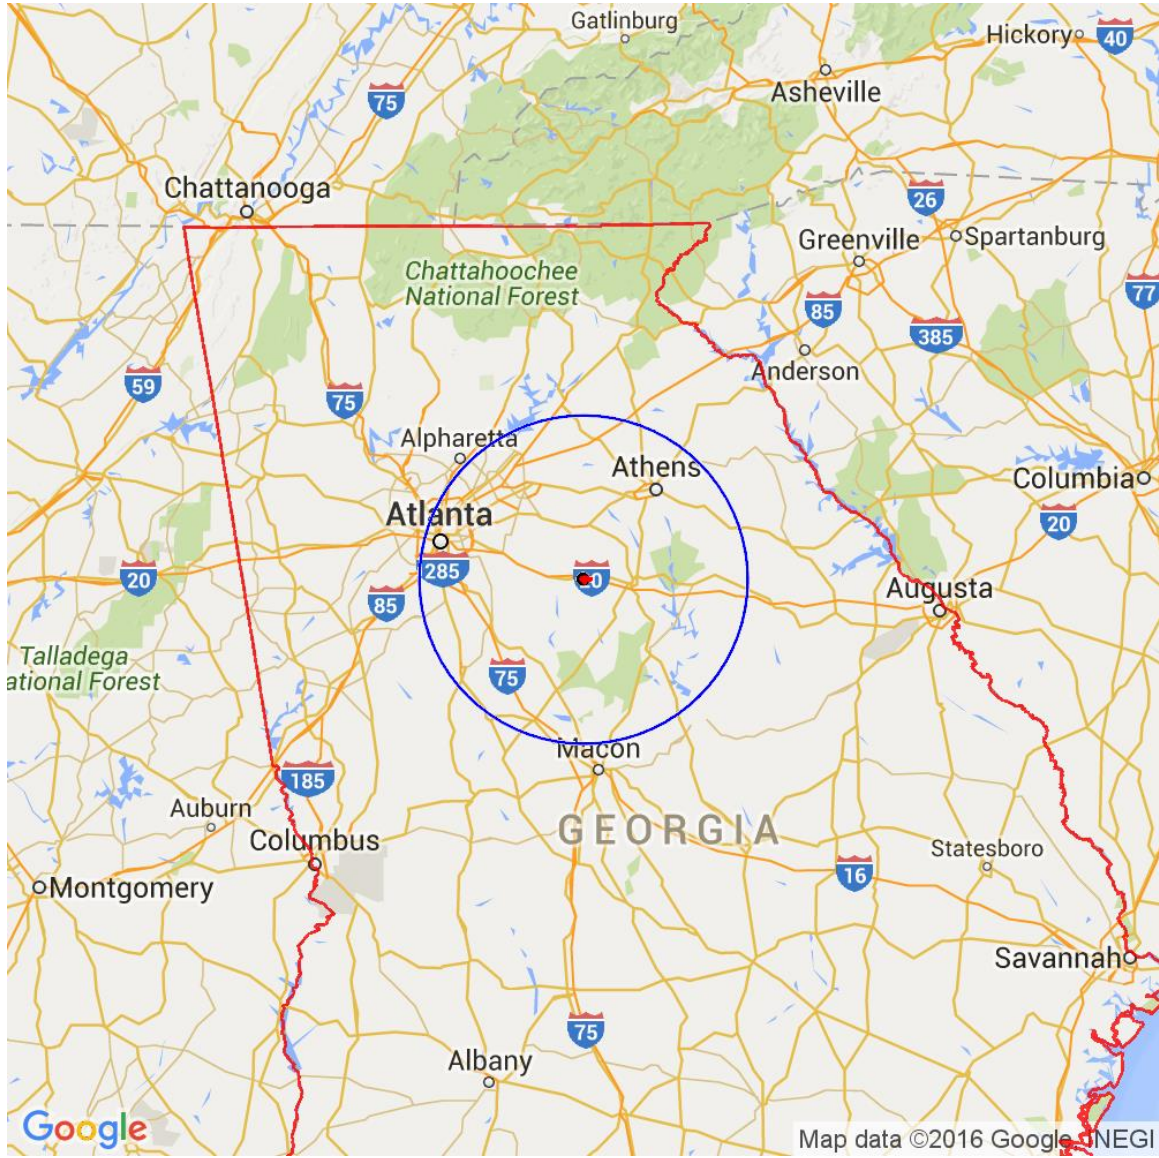 Gatlinburg
Hickory
40
Asheville
75
Chattanooga
26
Greenville
Spartanburg
Chattahoochee
National Forest
77
85
385
Anderson
59
75
Alpharetta
Athens
Columbia
Atlanta
20
285
20
85
Augusta
Talladega
ational Forest
75
Macon
185
Auburn
GEORGIA
Columbus
Statesboro
16
Montgomery
Savannah
75
Albany
Google
Map data ©2016 Google, INEGI